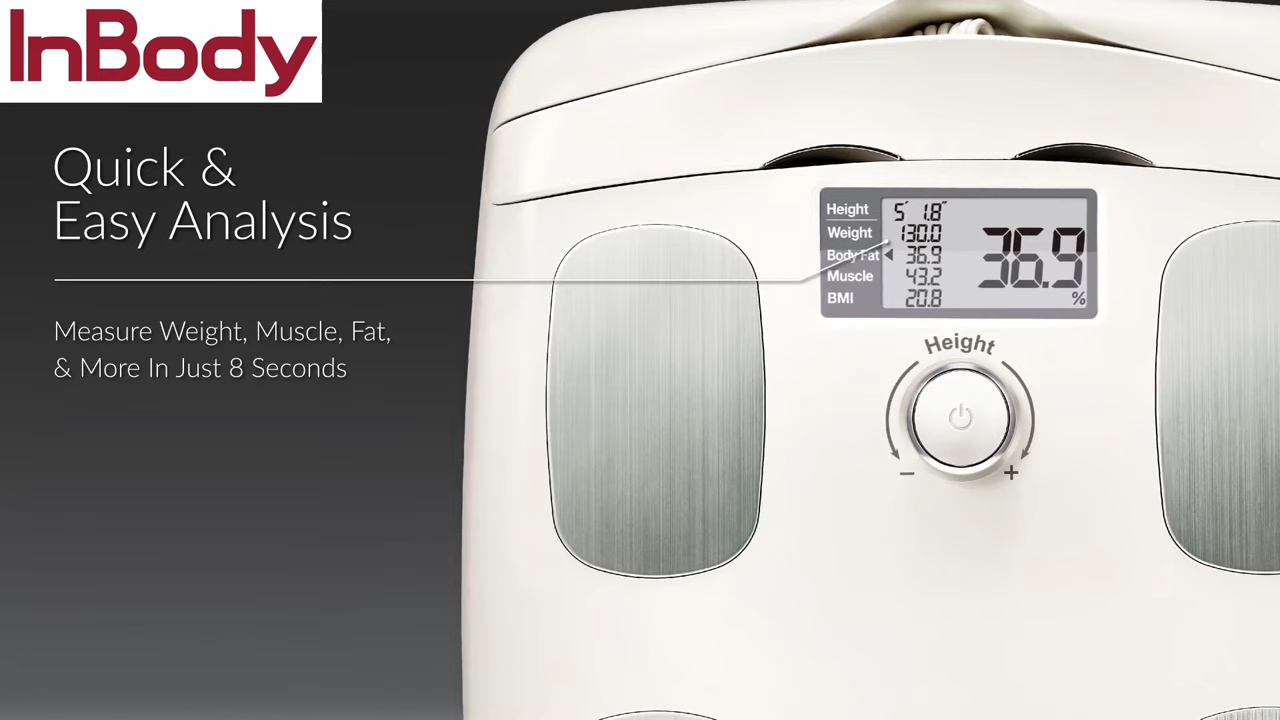 InBody
Quick &
Easy Analysis
Measure Weight, Muscle, Fat,
& More In Just 8 Seconds
Height 5' 1.8"
Weight 130.0
Body Fat 36.9
Muscle 43.2
BMI 20.8
36.9
%
Height
− +